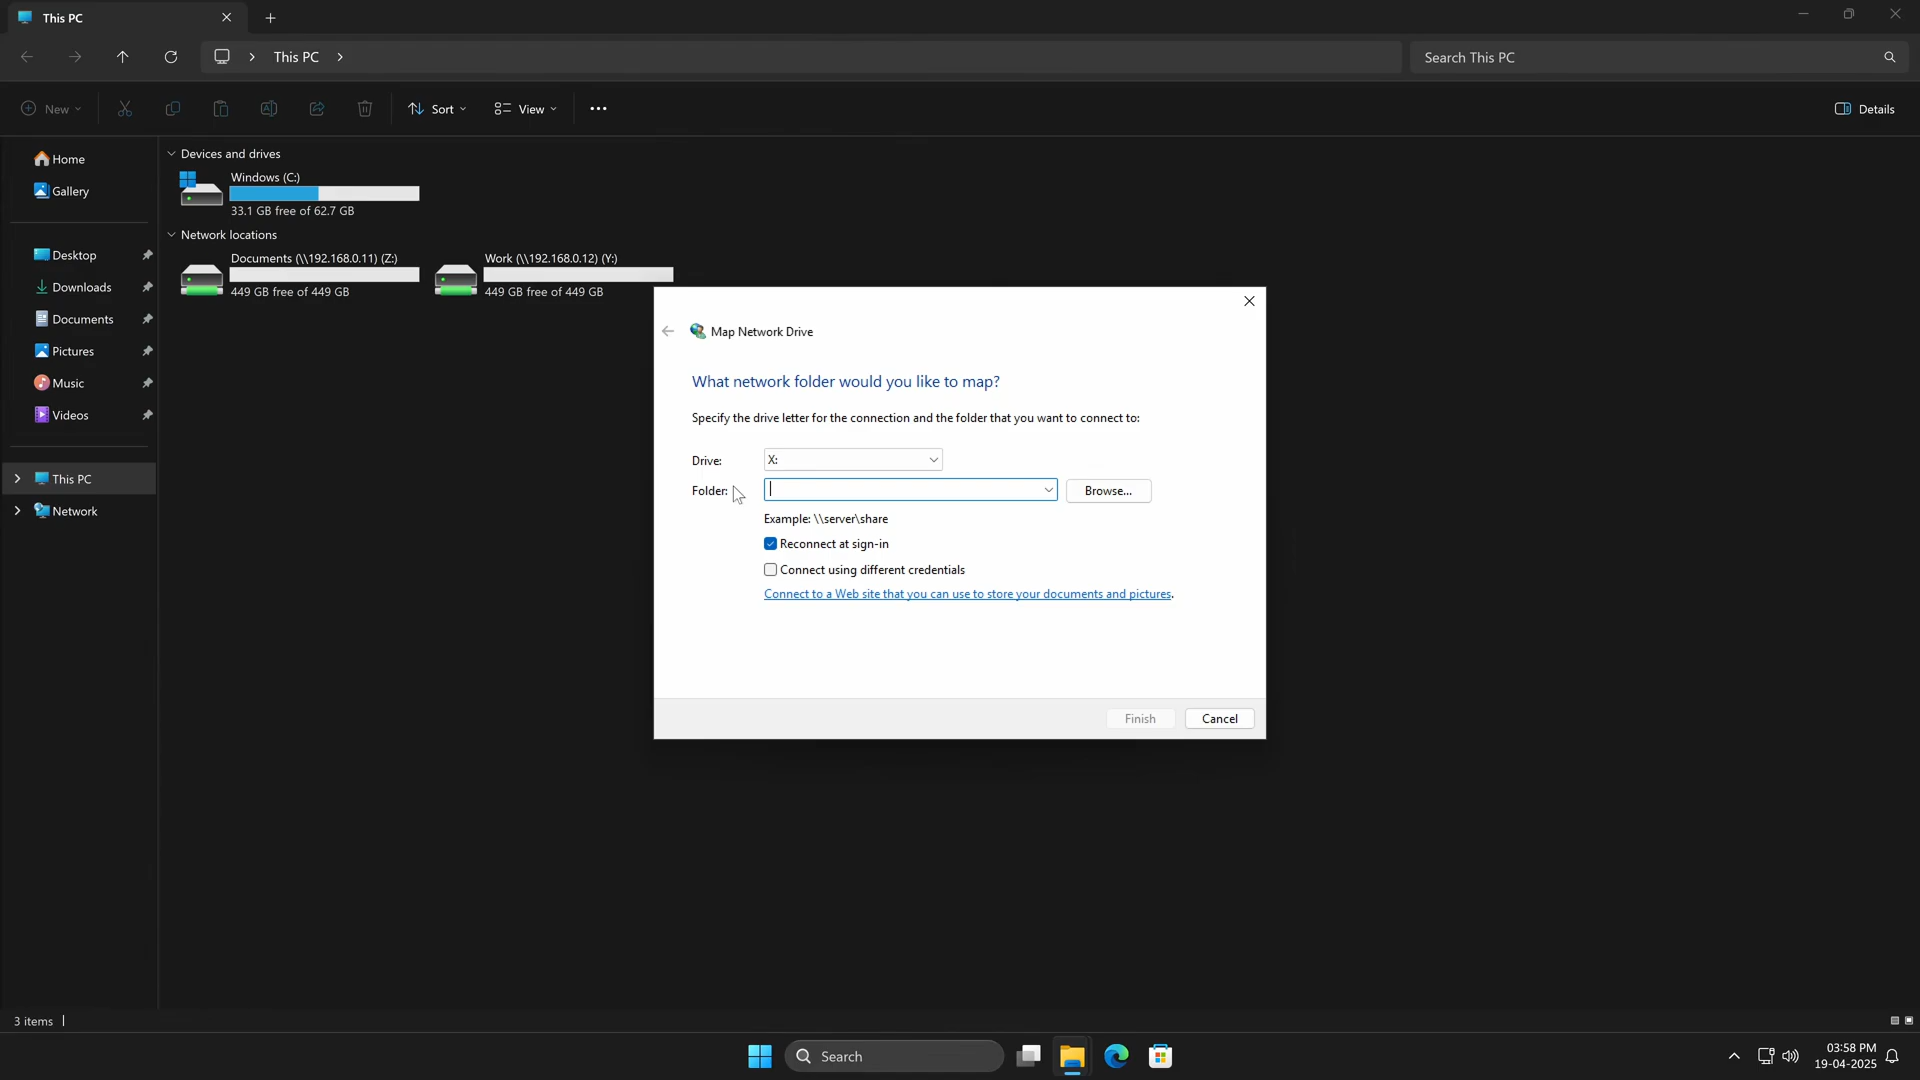 This PC
This PC
Search This PC
New
Sort
View
Details
Home
Gallery
Desktop
Downloads
Documents
Pictures
Music
Videos
This PC
Network
Devices and drives
Windows (C:)
33.1 GB free of 62.7 GB
Network locations
Documents (\\192.168.0.11) (Z:)
449 GB free of 449 GB
Work (\\192.168.0.12) (Y:)
449 GB free of 449 GB
Map Network Drive
What network folder would you like to map?
Specify the drive letter for the connection and the folder that you want to connect to:
Drive: X:
Folder: Browse...
Example: \\server\share
Reconnect at sign-in
Connect using different credentials
Connect to a Web site that you can use to store your documents and pictures.
Finish Cancel
3 items
Search
03:58 PM
19-04-2025